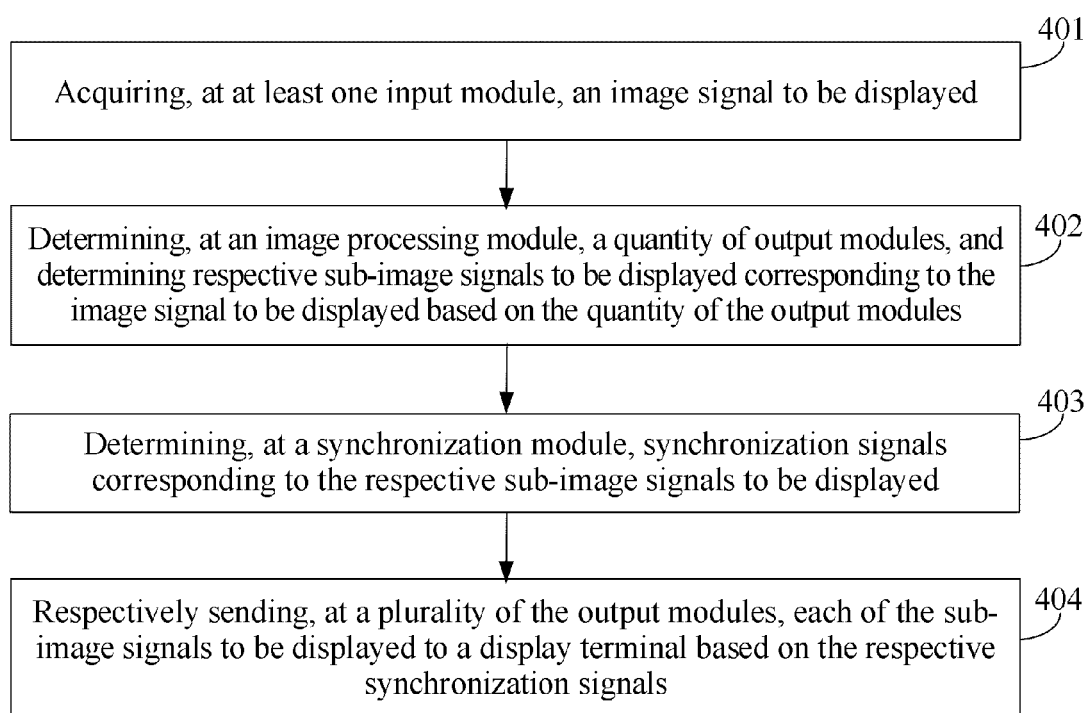 401
Acquiring, at at least one input module, an image signal to be displayed
402
Determining, at an image processing module, a quantity of output modules, and
determining respective sub-image signals to be displayed corresponding to the
image signal to be displayed based on the quantity of the output modules
403
Determining, at a synchronization module, synchronization signals
corresponding to the respective sub-image signals to be displayed
404
Respectively sending, at a plurality of the output modules, each of the sub-
image signals to be displayed to a display terminal based on the respective
synchronization signals